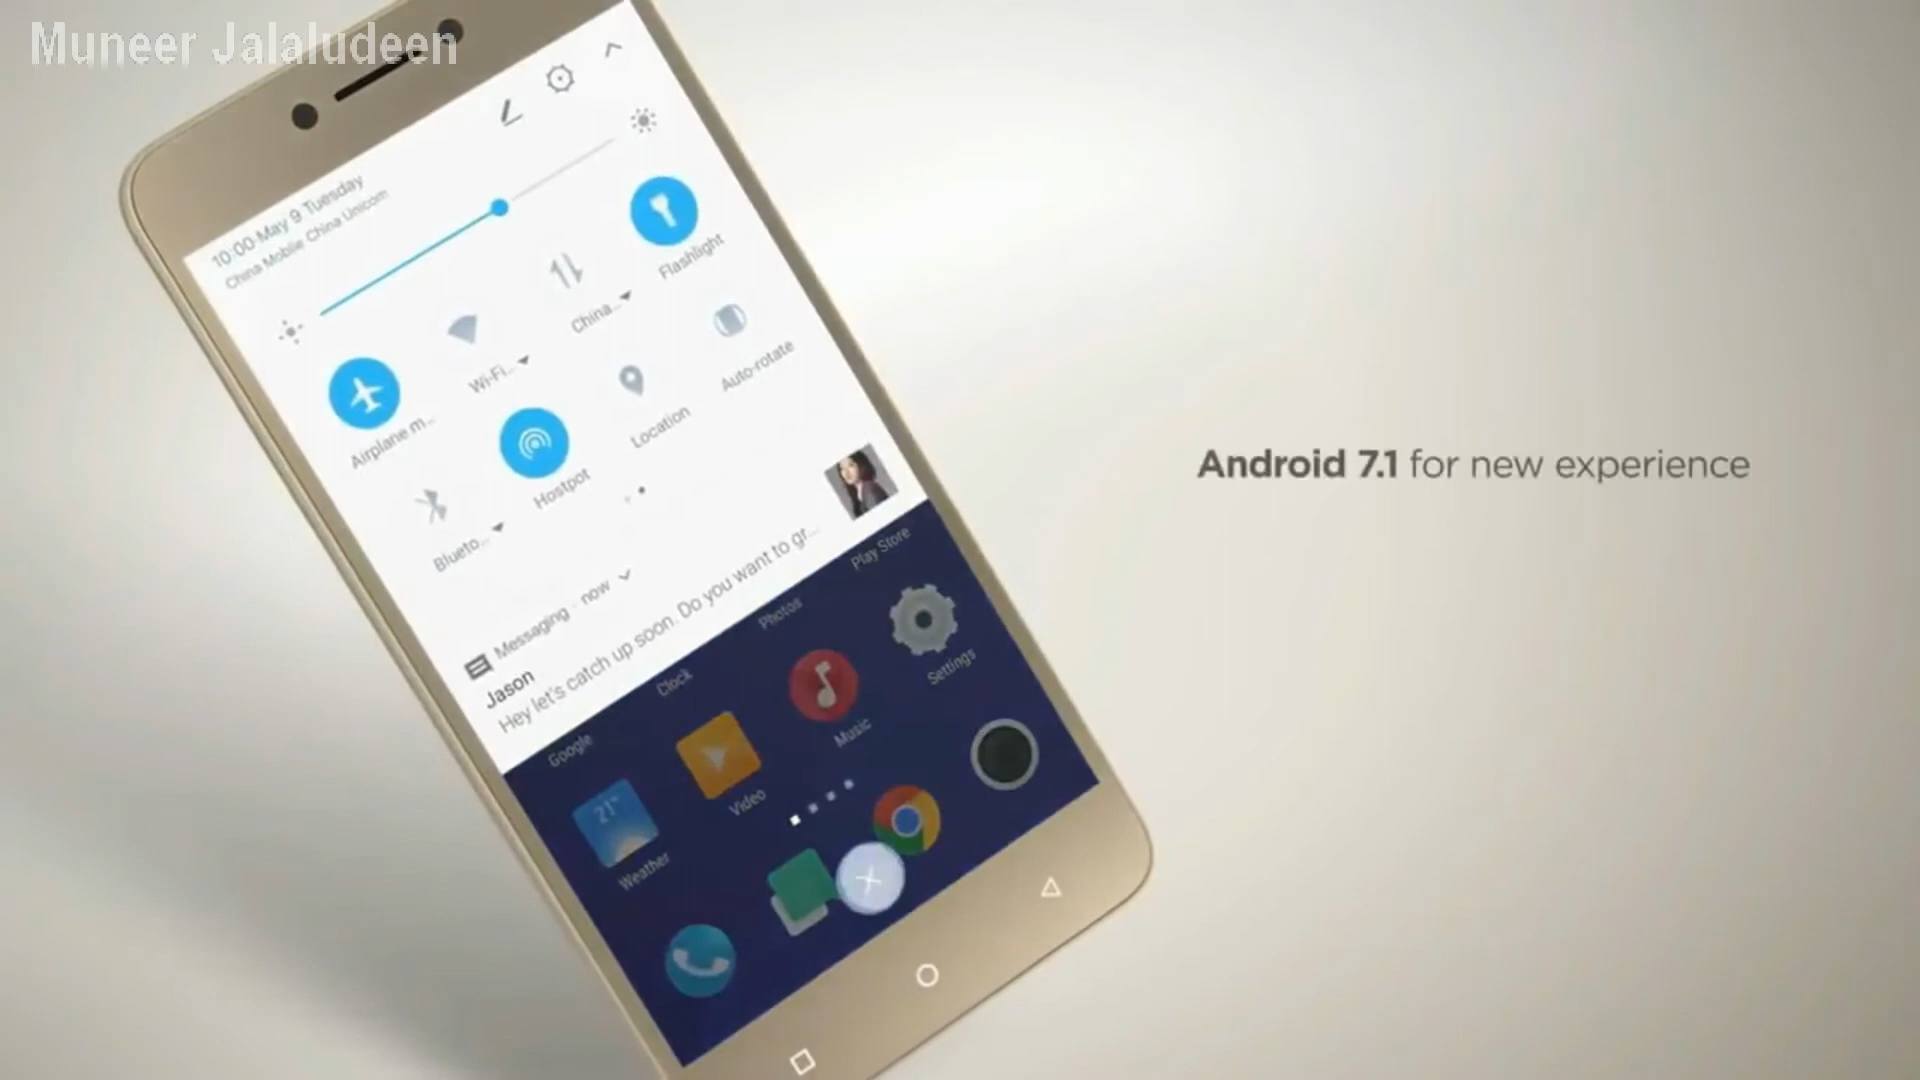 Muneer Jalaludeen
10:00 May 9 Tuesday
China Mobile China Unicom
Airplane m...
Wi-Fi...
China...
Flashlight
Blueto...
Hostpot
Location
Auto-rotate
Messaging · now
Jason
Hey let's catch up soon. Do you want to gr...
Google
Clock
Photos
Play Store
21°
Weather
Video
Music
Settings
Android 7.1 for new experience